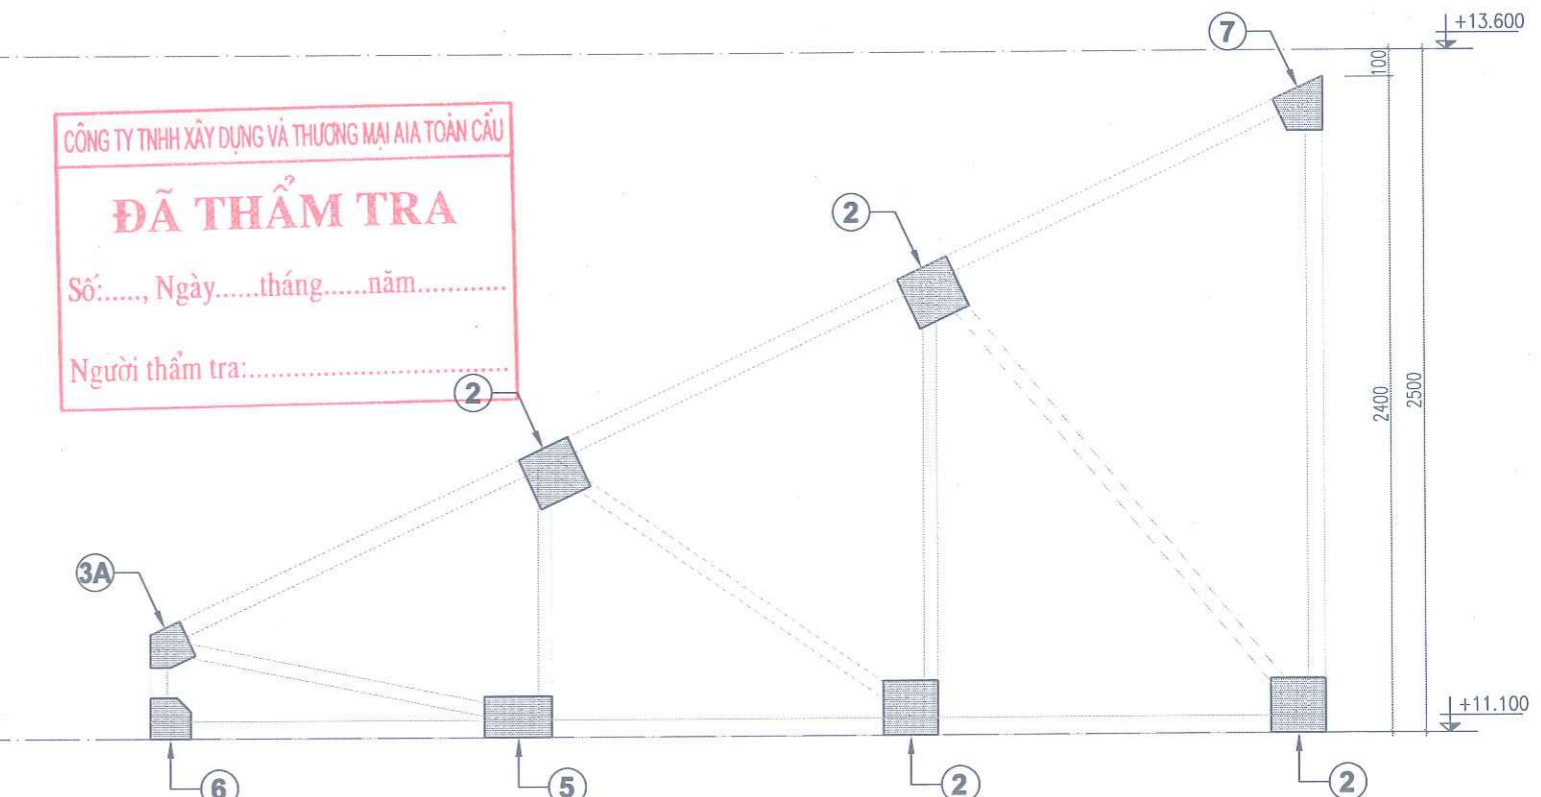 +13.600
7
100
CÔNG TY TNHH XÂY DỰNG VÀ THƯƠNG MẠI AIA TOÀN CẦU
ĐÃ THẨM TRA
Số:....., Ngày......tháng......năm............
Người thẩm tra:....................................
2
2
2400
2500
3A
+11.100
6
5
2
2